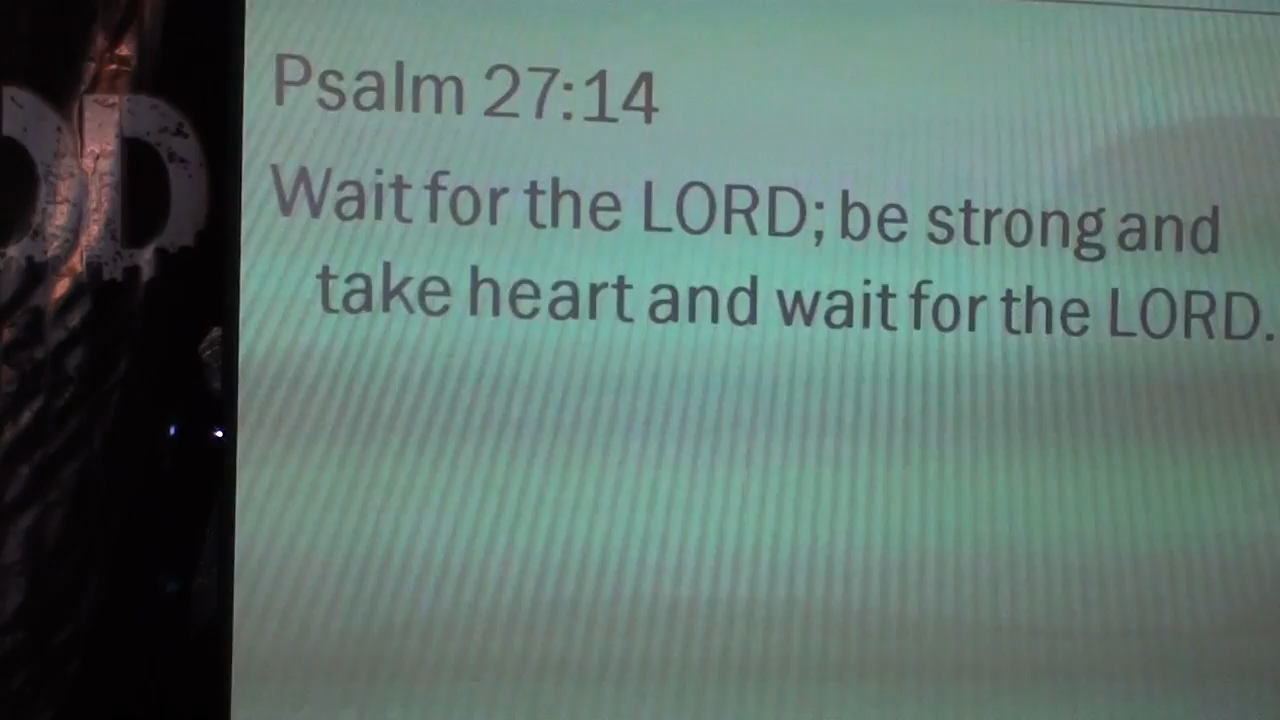 Psalm 27:14
Wait for the LORD; be strong and
take heart and wait for the LORD.